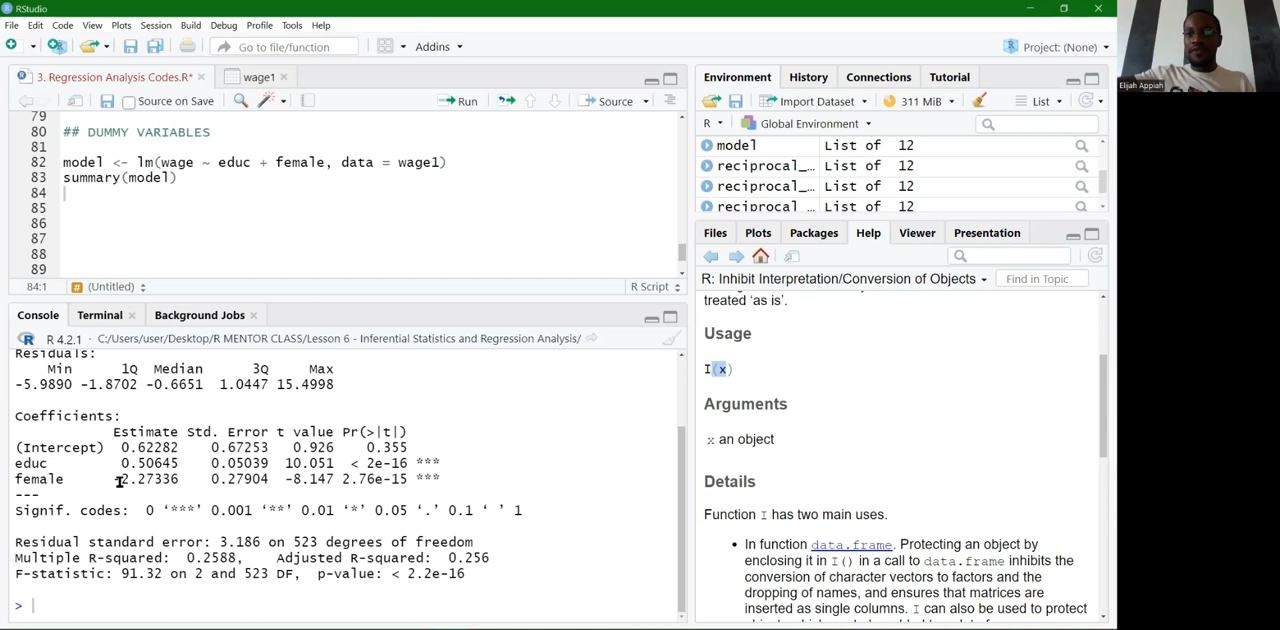 RStudio
File Edit Code View Plots Session Build Debug Profile Tools Help
Go to file/function Addins Project: (None)
3. Regression Analysis Codes.R* wage1
Source on Save Run Source
79
80 ## DUMMY VARIABLES
81
82 model <- lm(wage ~ educ + female, data = wage1)
83 summary(model)
84
85
86
87
88
89
84:1 # (Untitled) R Script
Console Terminal Background Jobs
R 4.2.1 · C:/Users/user/Desktop/R MENTOR CLASS/Lesson 6 - Inferential Statistics and Regression Analysis/
Residuals:
Min 1Q Median 3Q Max
-5.9890 -1.8702 -0.6651 1.0447 15.4998
Coefficients:
Estimate Std. Error t value Pr(>|t|)
(Intercept) 0.62282 0.67253 0.926 0.355
educ 0.50645 0.05039 10.051 < 2e-16 ***
female -2.27336 0.27904 -8.147 2.76e-15 ***
---
Signif. codes: 0 ‘***’ 0.001 ‘**’ 0.01 ‘*’ 0.05 ‘.’ 0.1 ‘ ’ 1
Residual standard error: 3.186 on 523 degrees of freedom
Multiple R-squared: 0.2588, Adjusted R-squared: 0.256
F-statistic: 91.32 on 2 and 523 DF, p-value: < 2.2e-16
>
Environment History Connections Tutorial
Import Dataset 311 MiB List
R Global Environment
model List of 12
reciprocal_… List of 12
reciprocal_… List of 12
reciprocal_… List of 12
Files Plots Packages Help Viewer Presentation
R: Inhibit Interpretation/Conversion of Objects Find in Topic
treated ‘as is’.
Usage
I(x)
Arguments
x an object
Details
Function I has two main uses.
• In function data.frame. Protecting an object by
enclosing it in I() in a call to data.frame inhibits the
conversion of character vectors to factors and the
dropping of names, and ensures that matrices are
inserted as single columns. I can also be used to protect
Elijah Appiah